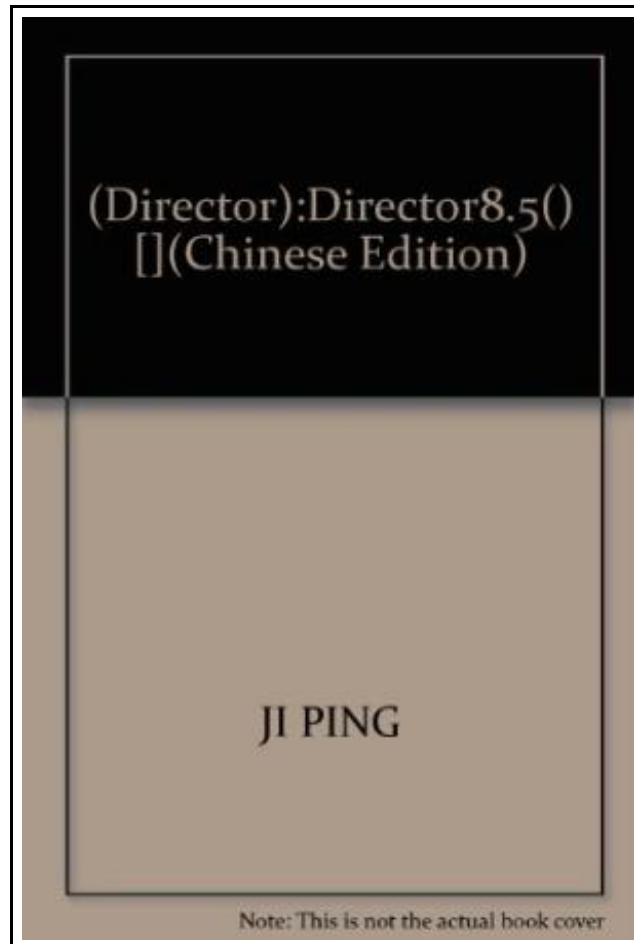 (Director):Director8.5()
[](Chinese Edition)
JI PING
Note: This is not the actual book cover